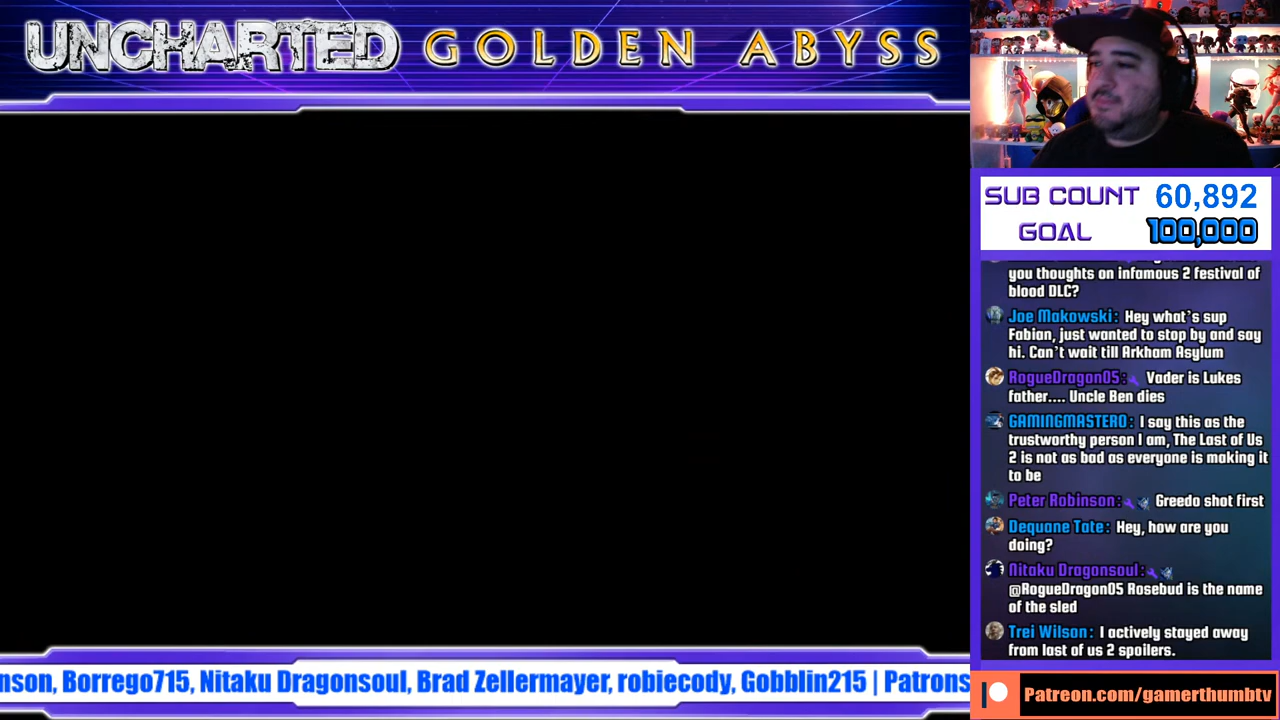 UNCHARTED GOLDEN ABYSS
SUB COUNT 60,892
GOAL 100,000
you thoughts on infamous 2 festival of
blood DLC?
Joe Makowski: Hey what's sup
Fabian, just wanted to stop by and say
hi. Can't wait till Arkham Asylum
RogueDragon05: Vader is Lukes
father.... Uncle Ben dies
GAMINGMASTERO: I say this as the
trustworthy person I am, The Last of Us
2 is not as bad as everyone is making it
to be
Peter Robinson: Greedo shot first
Dequane Tate: Hey, how are you
doing?
Nitaku Dragonsoul:
@RogueDragon05 Rosebud is the name
of the sled
Trei Wilson: I actively stayed away
from last of us 2 spoilers.
nson, Borrego715, Nitaku Dragonsoul, Brad Zellermayer, robiecody, Gobblin215 | Patrons
Patreon.com/gamerthumbtv